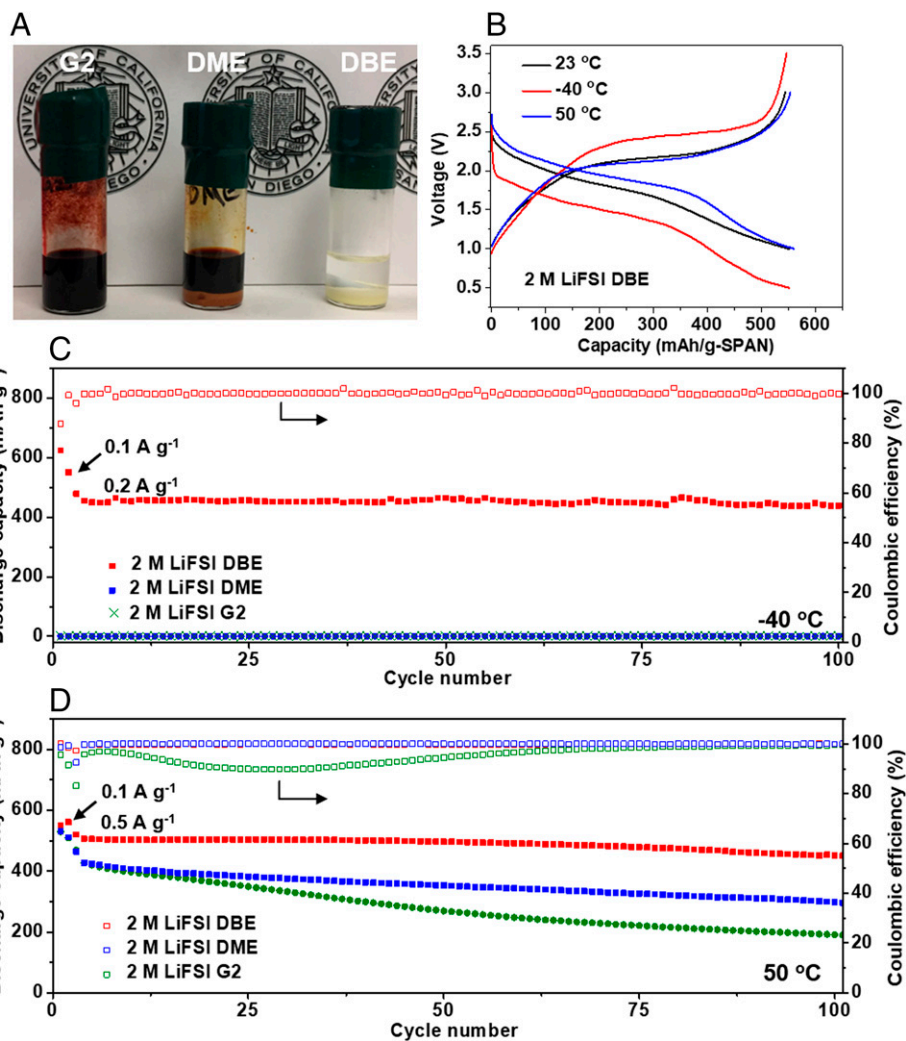 A
G2
DME
DBE
UNIVERSITY OF CALIFORNIA
SAN DIEGO
DME
B
23 °C
-40 °C
50 °C
3.5
3.0
2.5
2.0
1.5
1.0
0.5
Voltage (V)
2 M LiFSI DBE
0 100 200 300 400 500 600
Capacity (mAh/g-SPAN)
C
800
600
400
200
0
100
80
60
40
20
0
Coulombic efficiency (%)
0.1 A g⁻¹
0.2 A g⁻¹
2 M LiFSI DBE
2 M LiFSI DME
2 M LiFSI G2
-40 °C
0 25 50 75 100
Cycle number
D
800
600
400
200
0
100
80
60
40
20
0
Coulombic efficiency (%)
0.1 A g⁻¹
0.5 A g⁻¹
2 M LiFSI DBE
2 M LiFSI DME
2 M LiFSI G2
50 °C
0 25 50 75 100
Cycle number